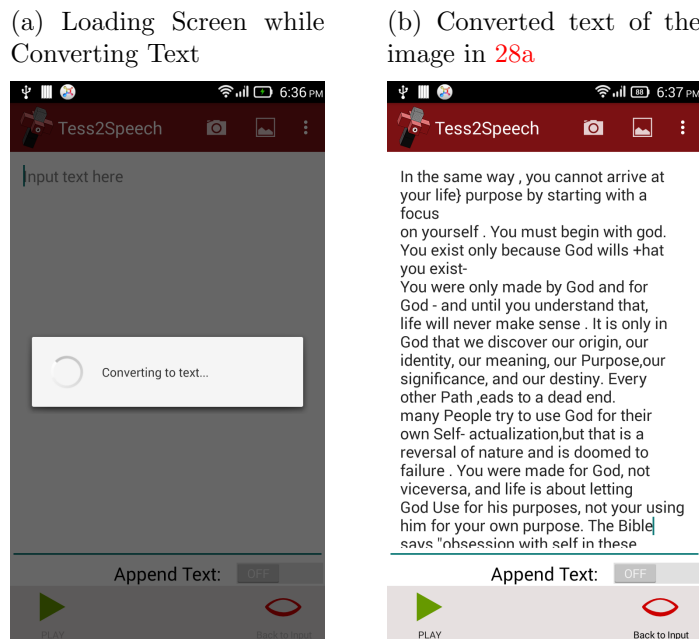 (a) Loading Screen while
Converting Text
6:36 PM
Tess2Speech
Input text here
Converting to text...
Append Text:
OFF
PLAY
Back to Input
(b) Converted text of the
image in 28a
88
6:37 PM
Tess2Speech
In the same way , you cannot arrive at
your life} purpose by starting with a
focus
on yourself . You must begin with god.
You exist only because God wills +hat
you exist-
You were only made by God and for
God - and until you understand that,
life will never make sense . It is only in
God that we discover our origin, our
identity, our meaning, our Purpose,our
significance, and our destiny. Every
other Path ,eads to a dead end.
many People try to use God for their
own Self- actualization,but that is a
reversal of nature and is doomed to
failure . You were made for God, not
viceversa, and life is about letting
God Use for his purposes, not your using
him for your own purpose. The Bible
says "obsession with self in these
Append Text:
OFF
PLAY
Back to Input